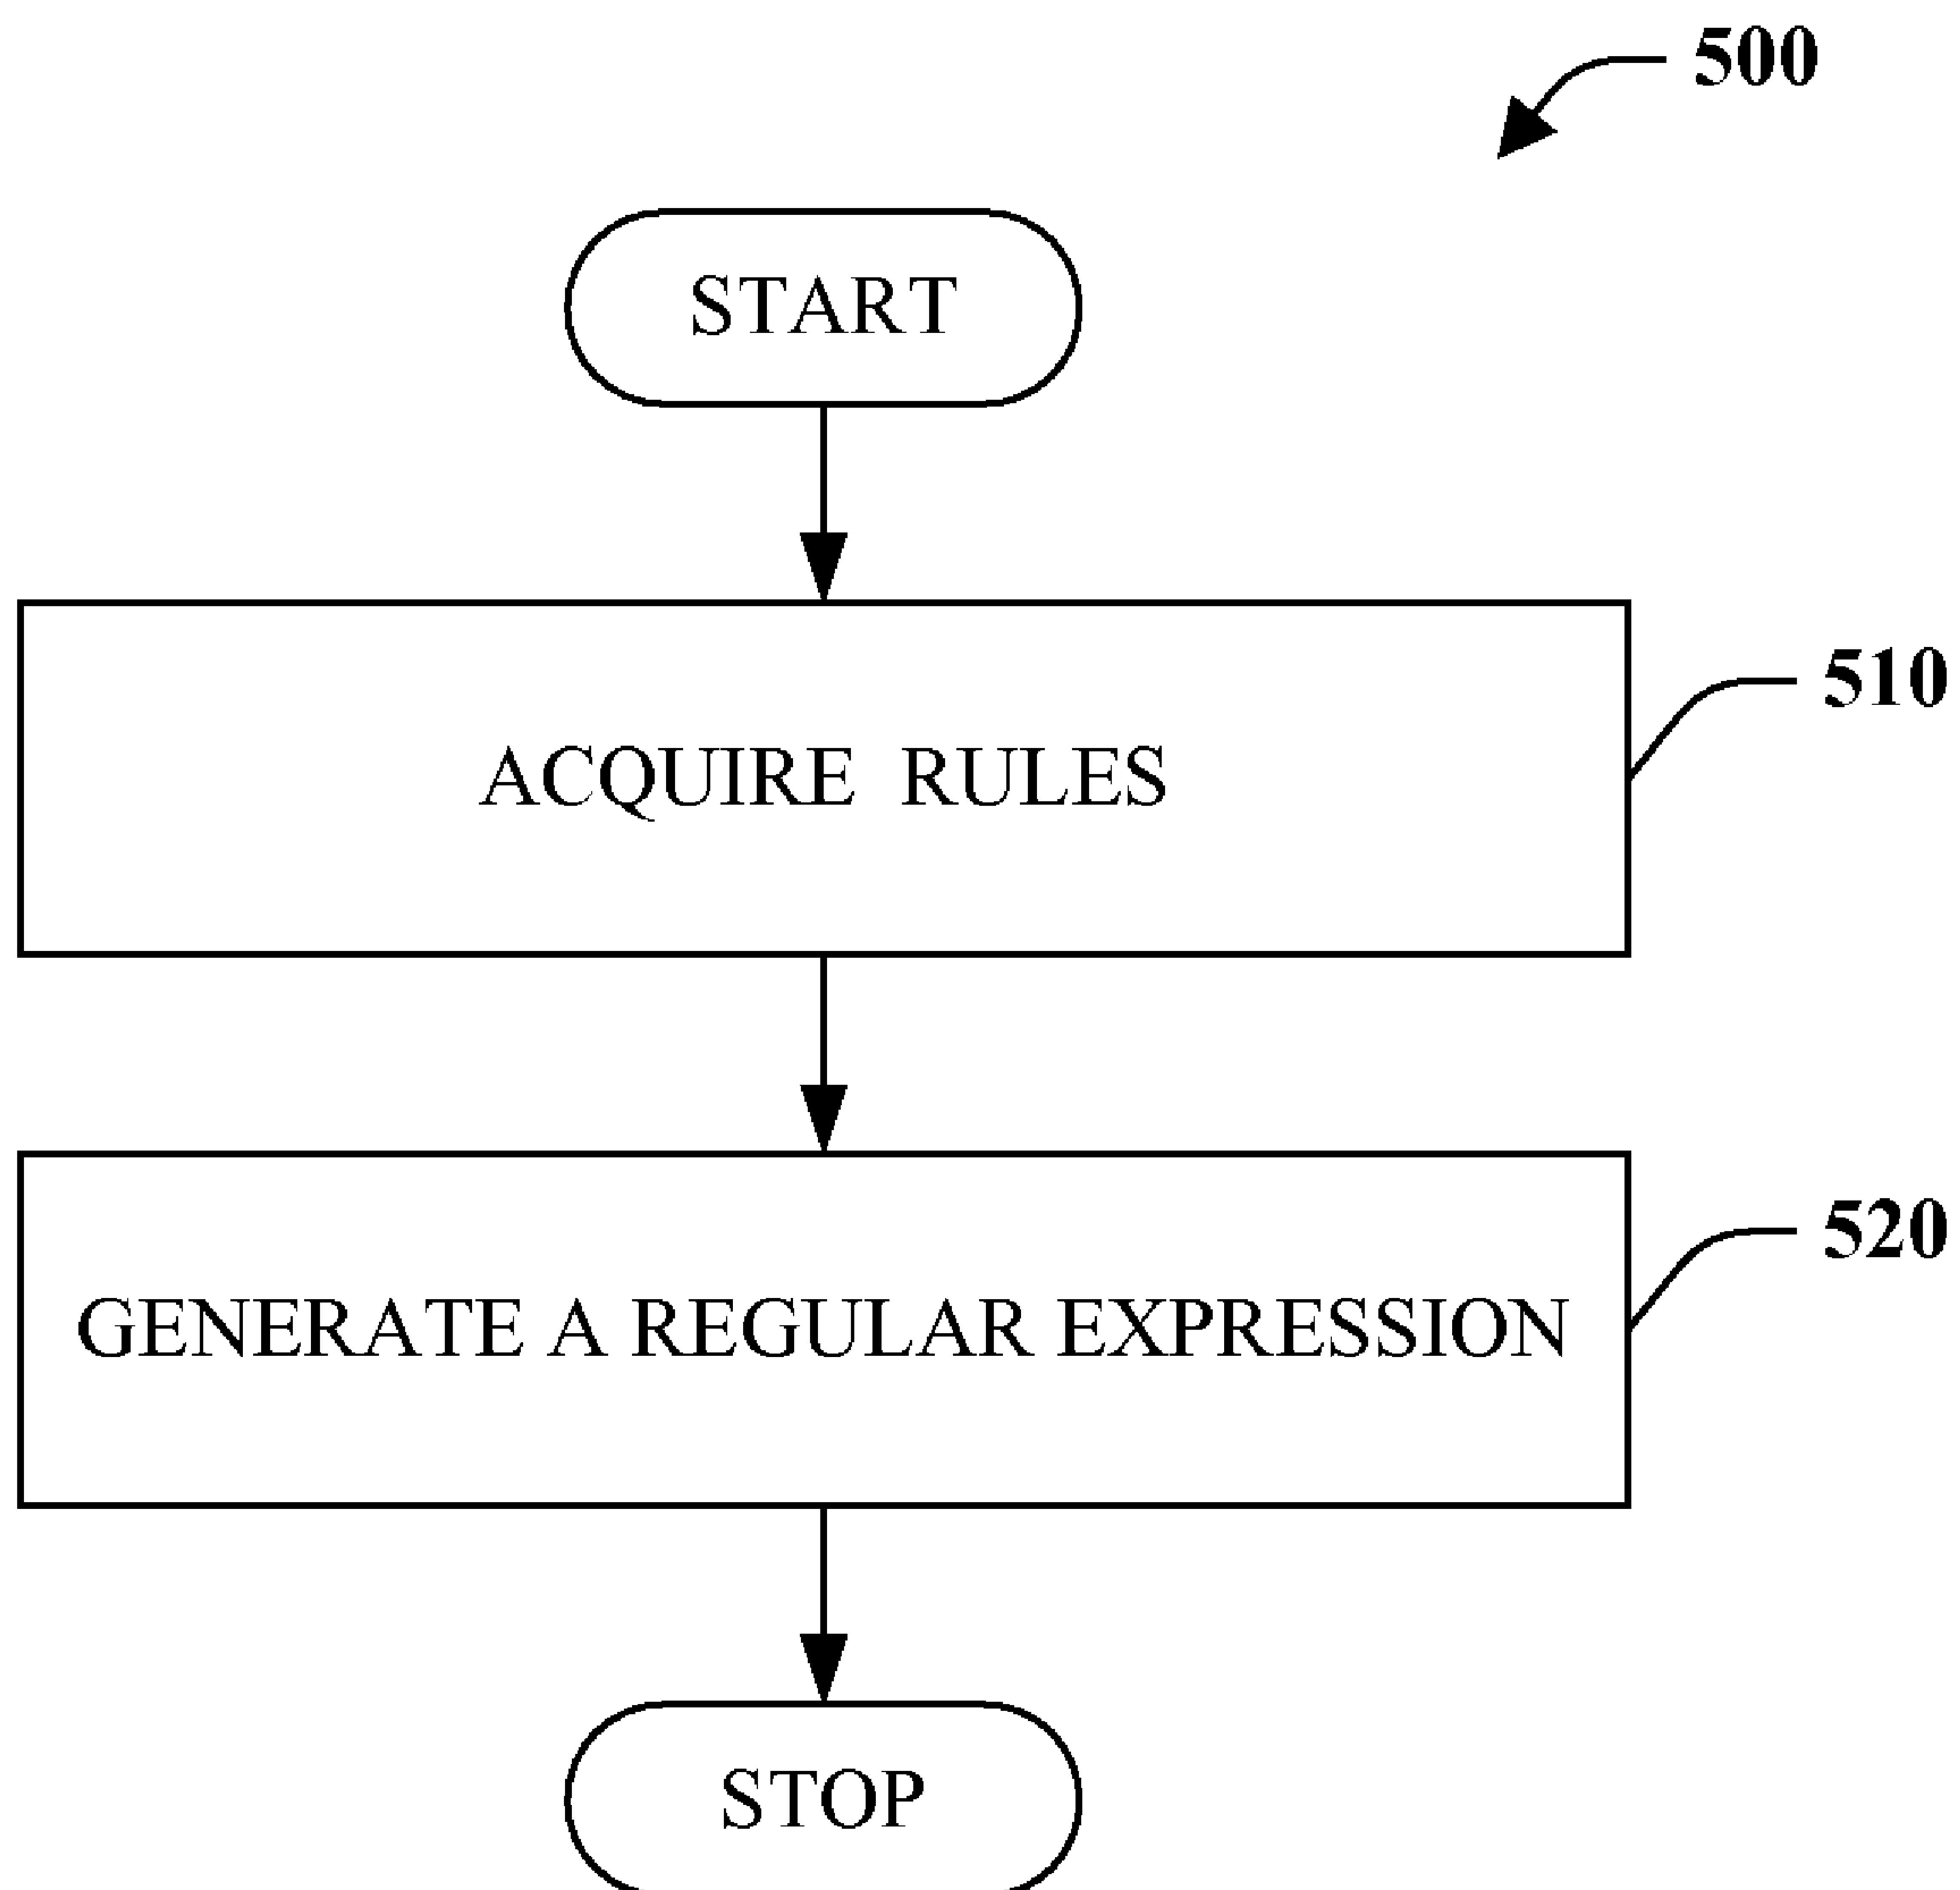 500
START
510
ACQUIRE RULES
520
GENERATE A REGULAR EXPRESSION
STOP